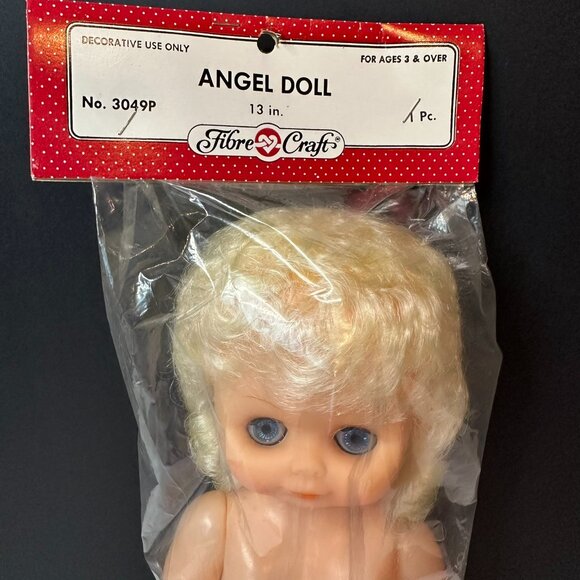 DECORATIVE USE ONLY
FOR AGES 3 & OVER
ANGEL DOLL
No. 3049P
13 in.
1 Pc.
Fibre Craft®